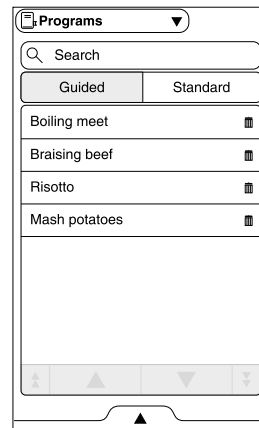 Programs
Search
Guided Standard
Boiling meet
Braising beef
Risotto
Mash potatoes